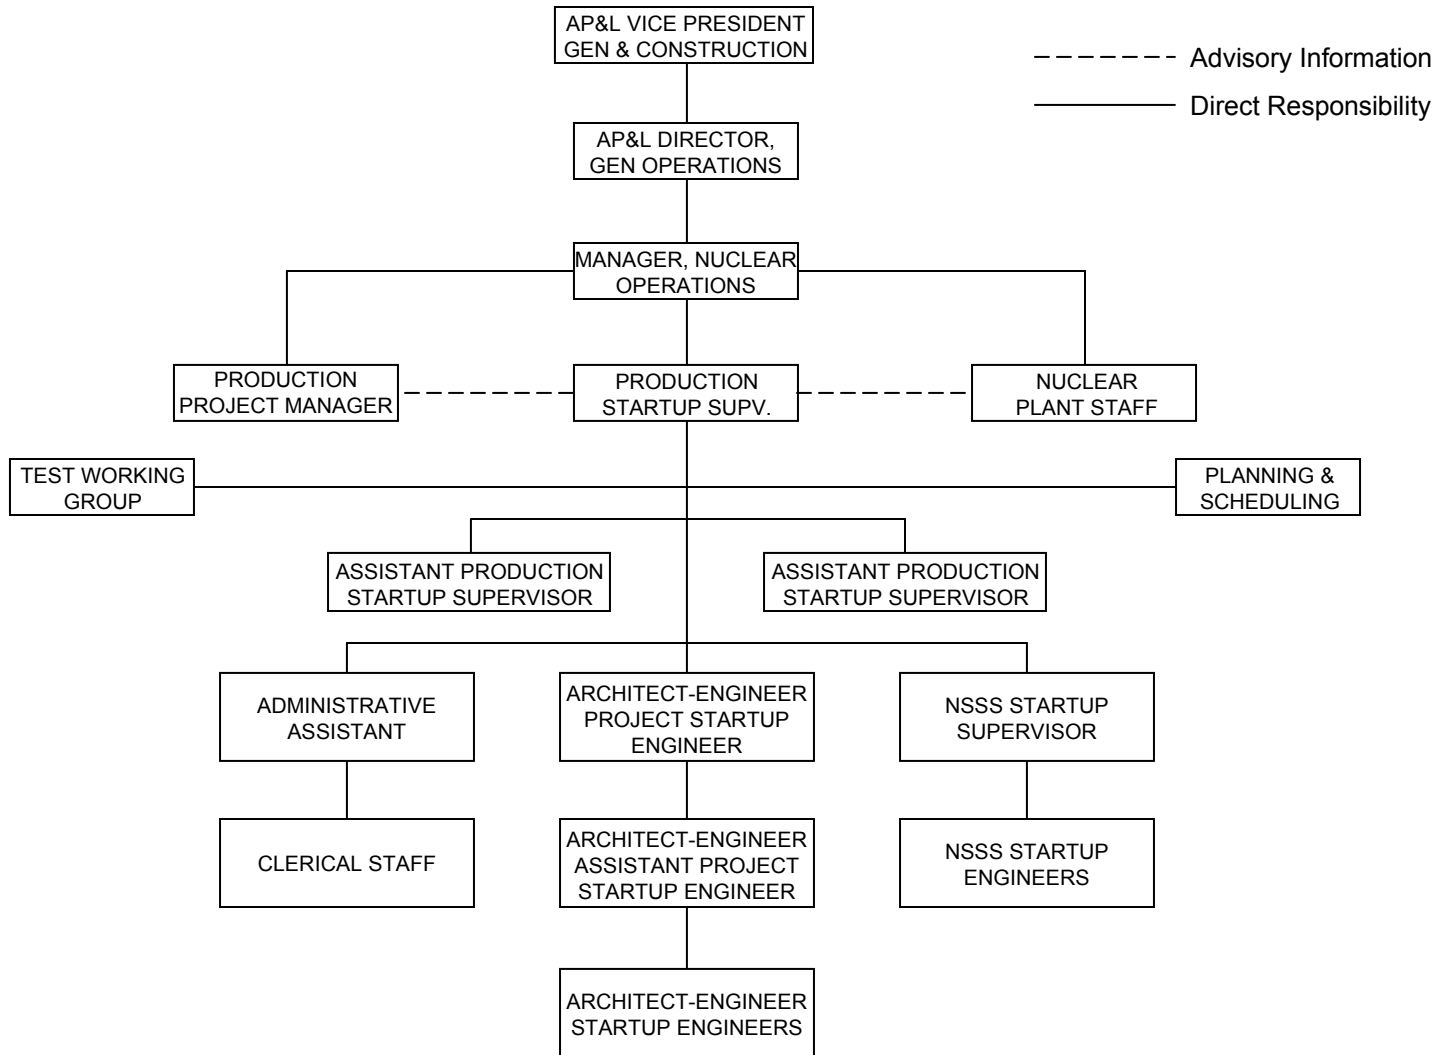 AP&L VICE PRESIDENT
GEN & CONSTRUCTION
Advisory Information
Direct Responsibility
AP&L DIRECTOR,
GEN OPERATIONS
MANAGER, NUCLEAR
OPERATIONS
PRODUCTION
PROJECT MANAGER
PRODUCTION
STARTUP SUPV.
NUCLEAR
PLANT STAFF
TEST WORKING
GROUP
PLANNING &
SCHEDULING
ASSISTANT PRODUCTION
STARTUP SUPERVISOR
ASSISTANT PRODUCTION
STARTUP SUPERVISOR
ADMINISTRATIVE
ASSISTANT
ARCHITECT-ENGINEER
PROJECT STARTUP
ENGINEER
NSSS STARTUP
SUPERVISOR
CLERICAL STAFF
ARCHITECT-ENGINEER
ASSISTANT PROJECT
STARTUP ENGINEER
NSSS STARTUP
ENGINEERS
ARCHITECT-ENGINEER
STARTUP ENGINEERS